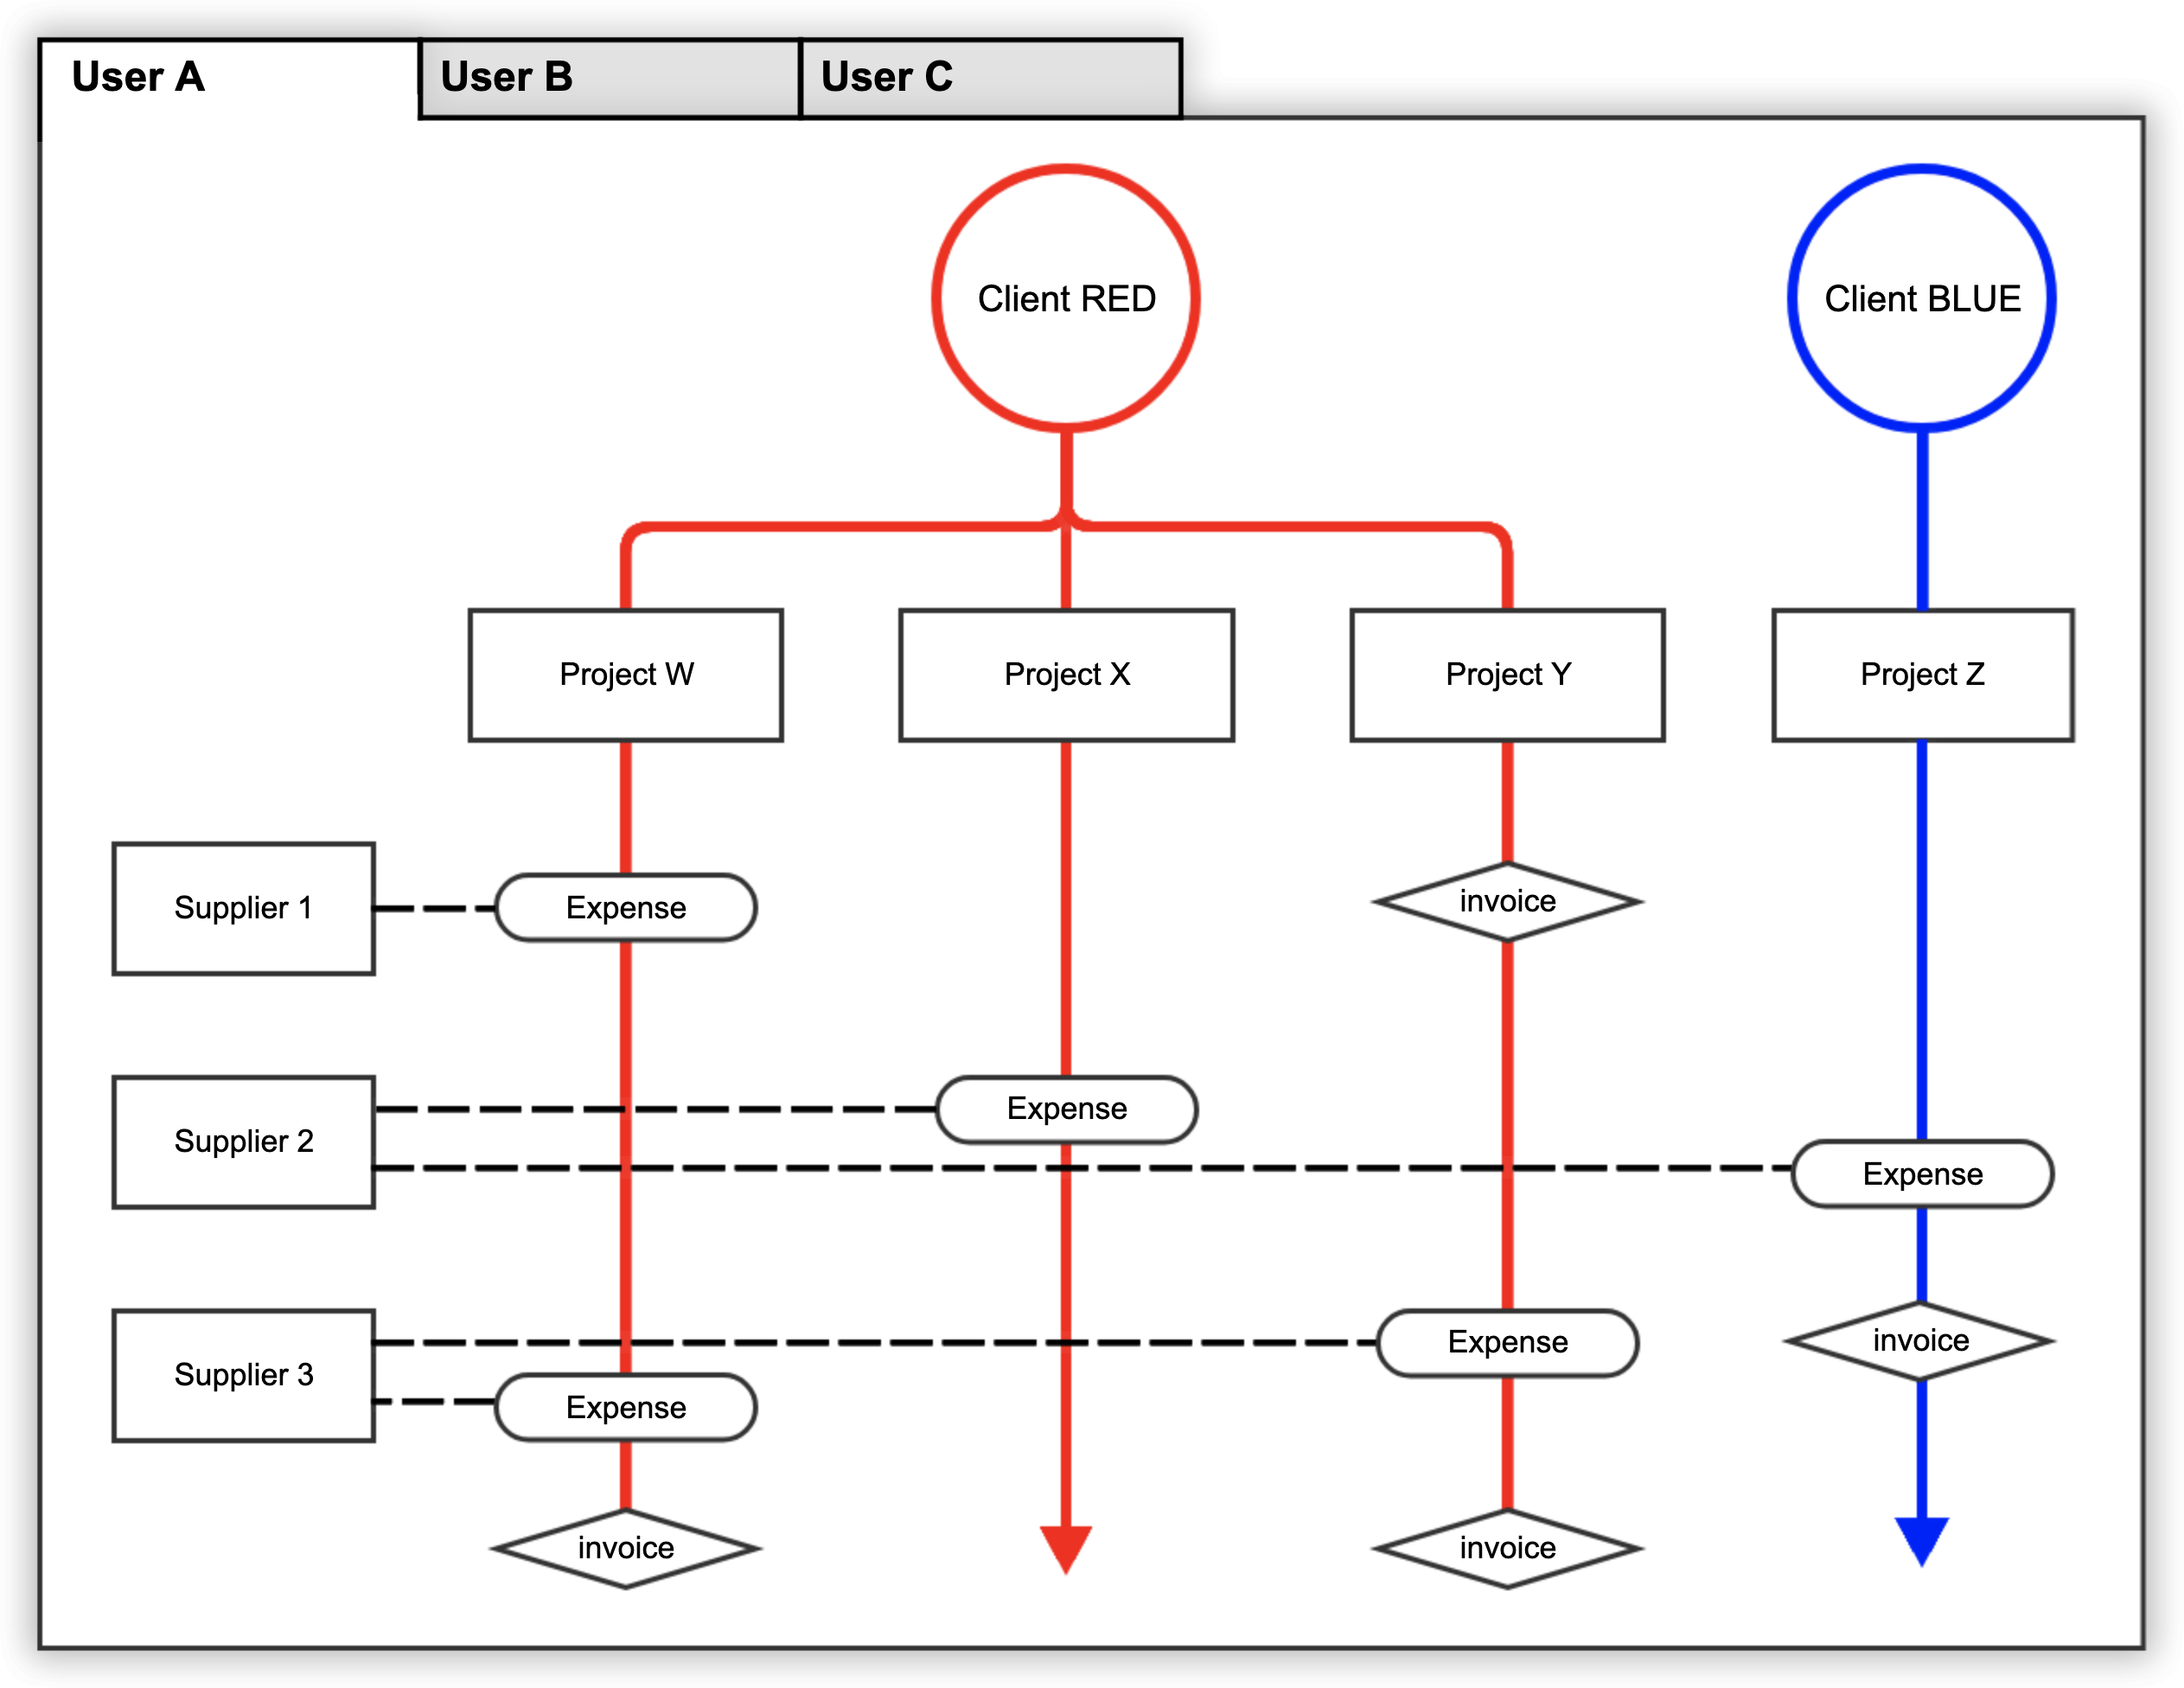 User A
User B
User C
Client RED
Client BLUE
Project W
Project X
Project Y
Project Z
Supplier 1
Expense
invoice
Supplier 2
Expense
Expense
Supplier 3
Expense
invoice
Expense
invoice
invoice